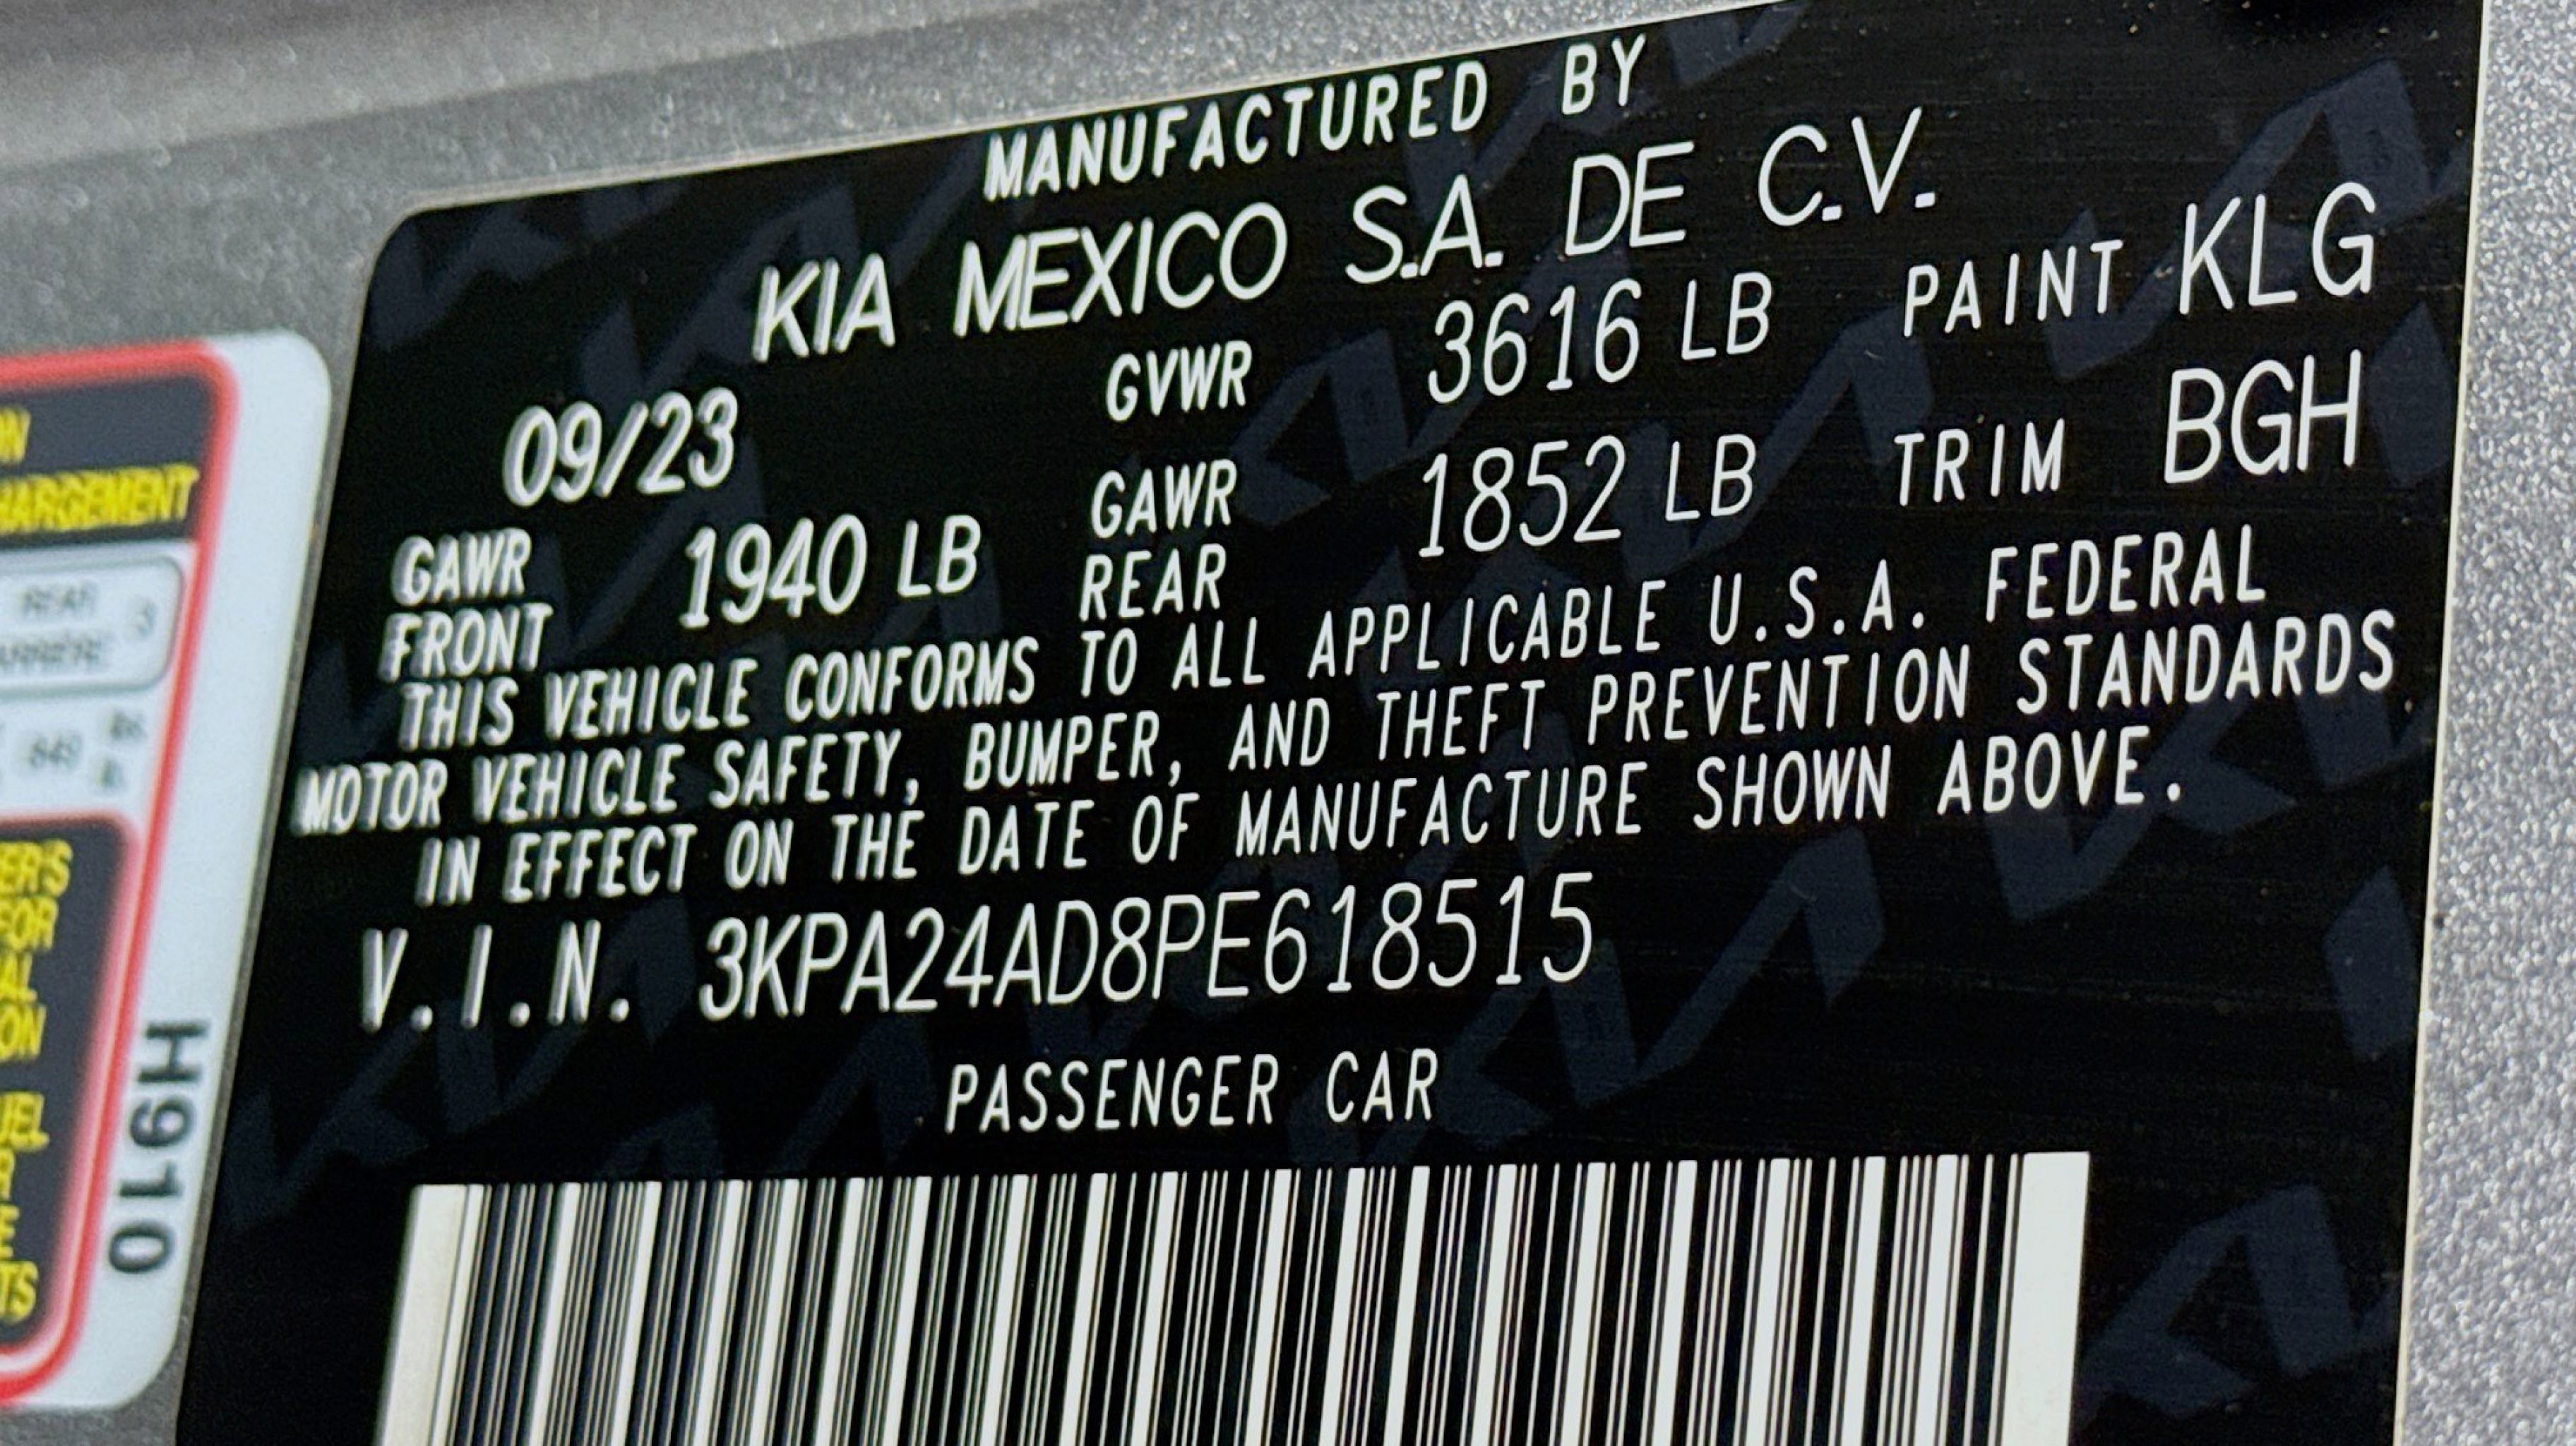 MANUFACTURED BY
KIA MEXICO S.A. DE C.V.
09/23 GVWR 3616 LB PAINT KLG
GAWR FRONT 1940 LB GAWR REAR 1852 LB TRIM BGH
THIS VEHICLE CONFORMS TO ALL APPLICABLE U.S.A. FEDERAL
MOTOR VEHICLE SAFETY, BUMPER, AND THEFT PREVENTION STANDARDS
IN EFFECT ON THE DATE OF MANUFACTURE SHOWN ABOVE.
V.I.N. 3KPA24AD8PE618515
PASSENGER CAR
REAR
H910